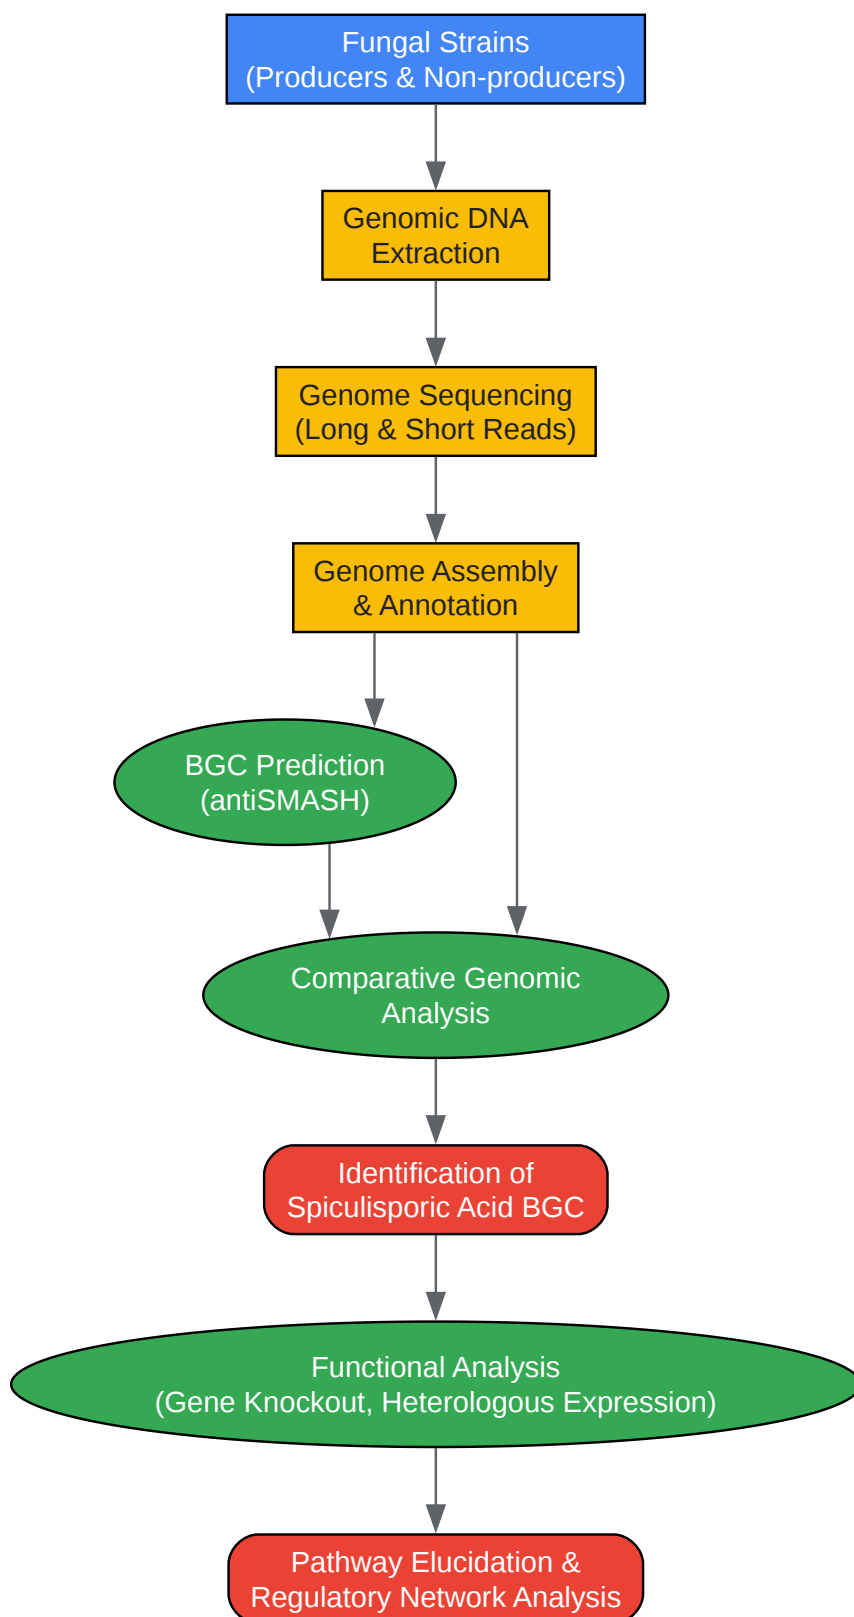 Fungal Strains
(Producers & Non-producers)
Genomic DNA
Extraction
Genome Sequencing
(Long & Short Reads)
Genome Assembly
& Annotation
BGC Prediction
(antiSMASH)
Comparative Genomic
Analysis
Identification of
Spiculisporic Acid BGC
Functional Analysis
(Gene Knockout, Heterologous Expression)
Pathway Elucidation &
Regulatory Network Analysis